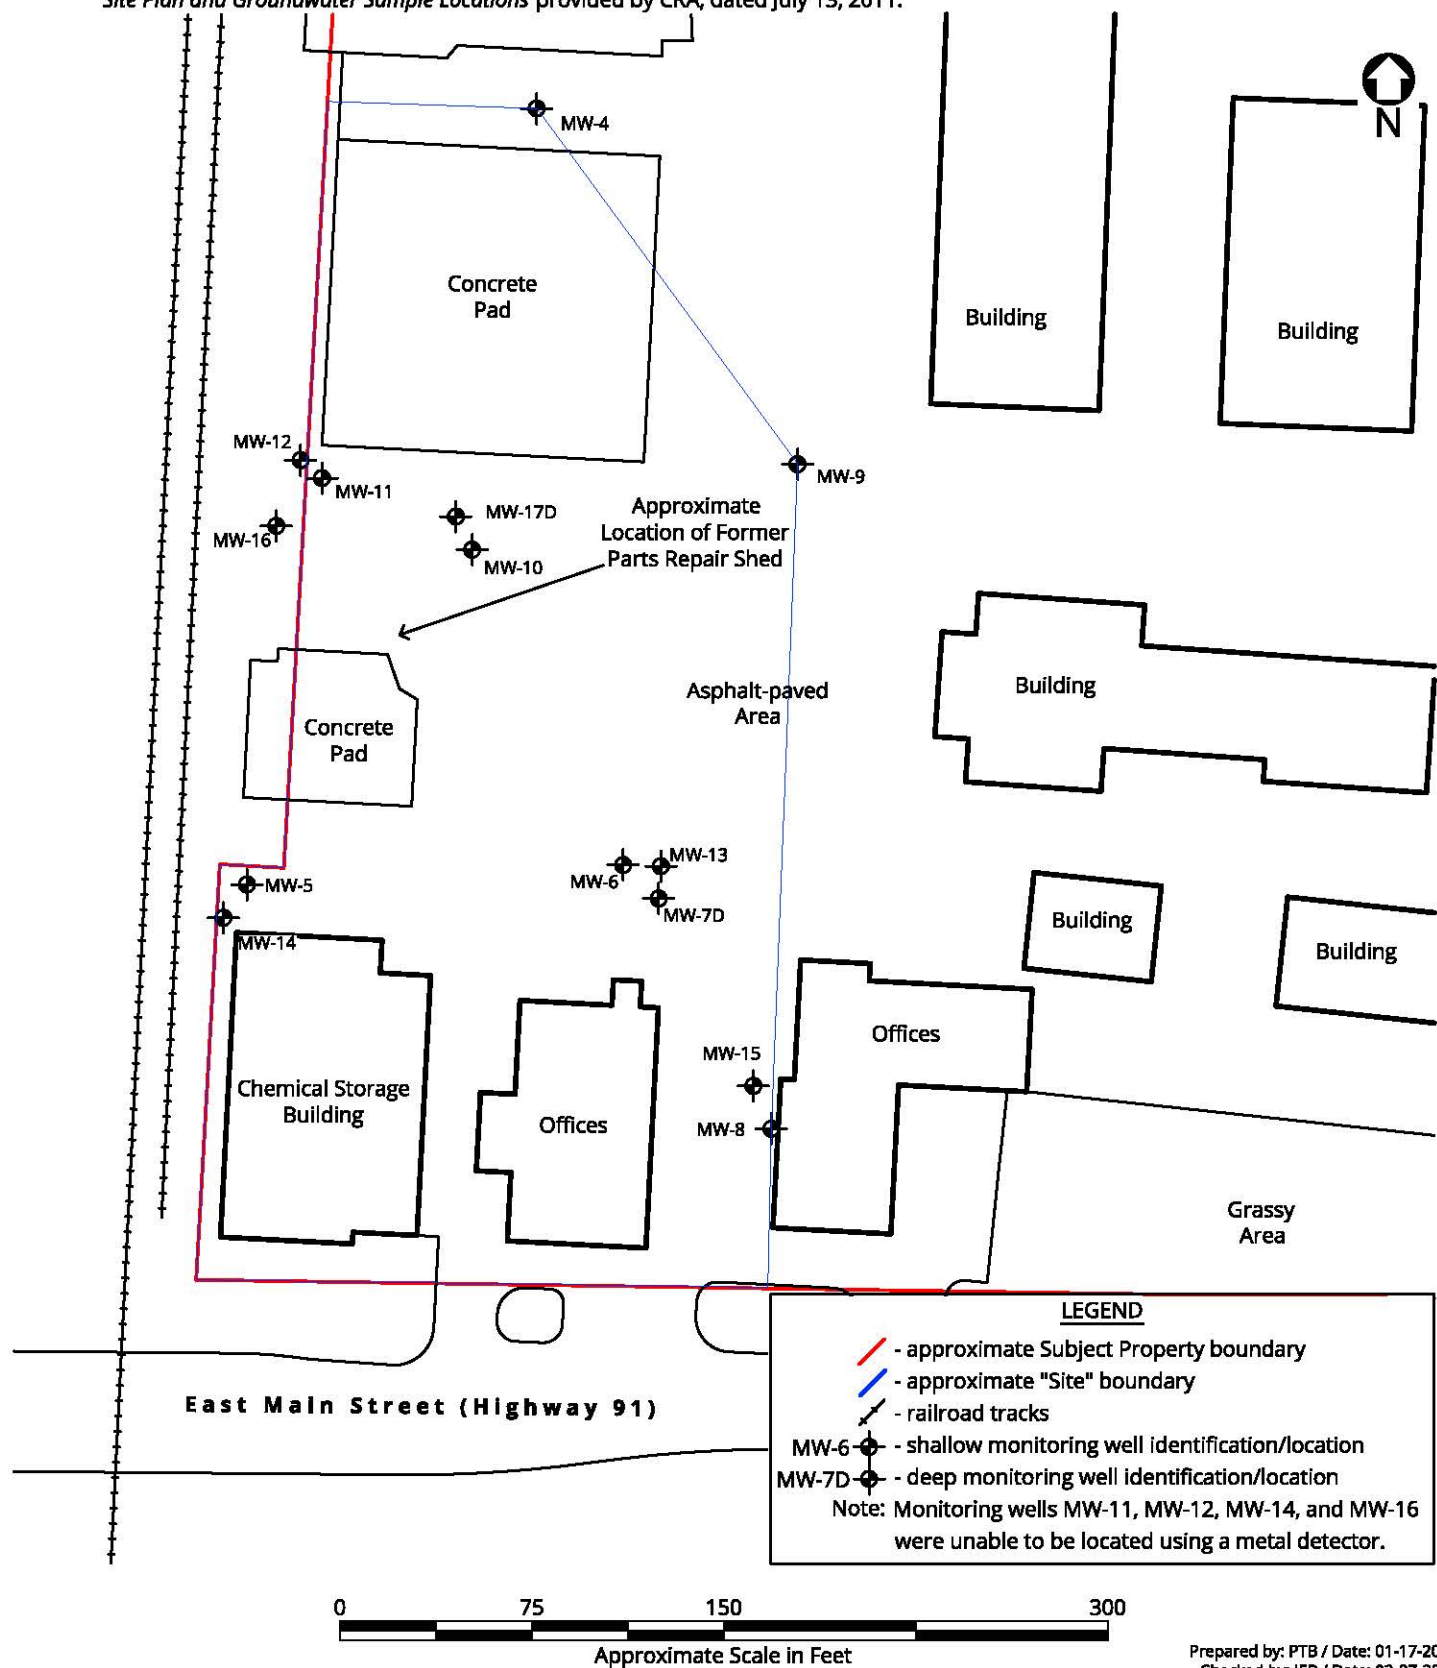 Site Plan and Groundwater Sample Locations provided by CRA, dated July 13, 2011.
N
MW-4
Concrete
Pad
Building
Building
MW-12
MW-11
MW-9
MW-16
MW-17D
MW-10
Approximate
Location of Former
Parts Repair Shed
Asphalt-paved
Area
Building
Concrete
Pad
MW-13
MW-6
MW-7D
MW-5
MW-14
Building
Building
Offices
MW-15
MW-8
Chemical Storage
Building
Offices
Grassy
Area
East Main Street (Highway 91)
LEGEND
- approximate Subject Property boundary
- approximate "Site" boundary
- railroad tracks
MW-6 - shallow monitoring well identification/location
MW-7D - deep monitoring well identification/location
Note: Monitoring wells MW-11, MW-12, MW-14, and MW-16
were unable to be located using a metal detector.
0 75 150 300
Approximate Scale in Feet
Prepared by: PTB / Date: 01-17-20